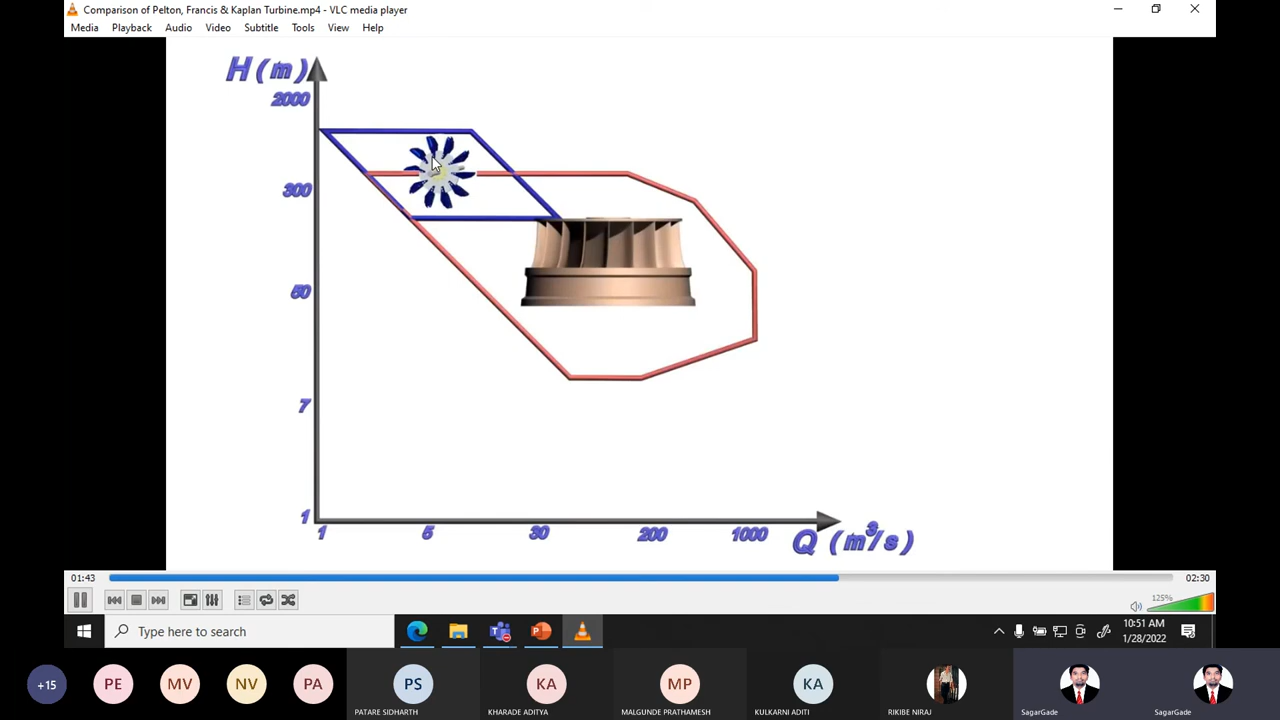 Comparison of Pelton, Francis & Kaplan Turbine.mp4 - VLC media player
Media Playback Audio Video Subtitle Tools View Help
H (m)
2000
300
50
7
1
1 5 30 200 1000
Q (m³/s)
01:43
02:30
125%
Type here to search
10:51 AM
1/28/2022
+15
PE
MV
NV
PA
PS
PATARE SIDHARTH
KA
KHARADE ADITYA
MP
MALGUNDE PRATHAMESH
KA
KULKARNI ADITI
RIKIBE NIRAJ
SagarGade
SagarGade